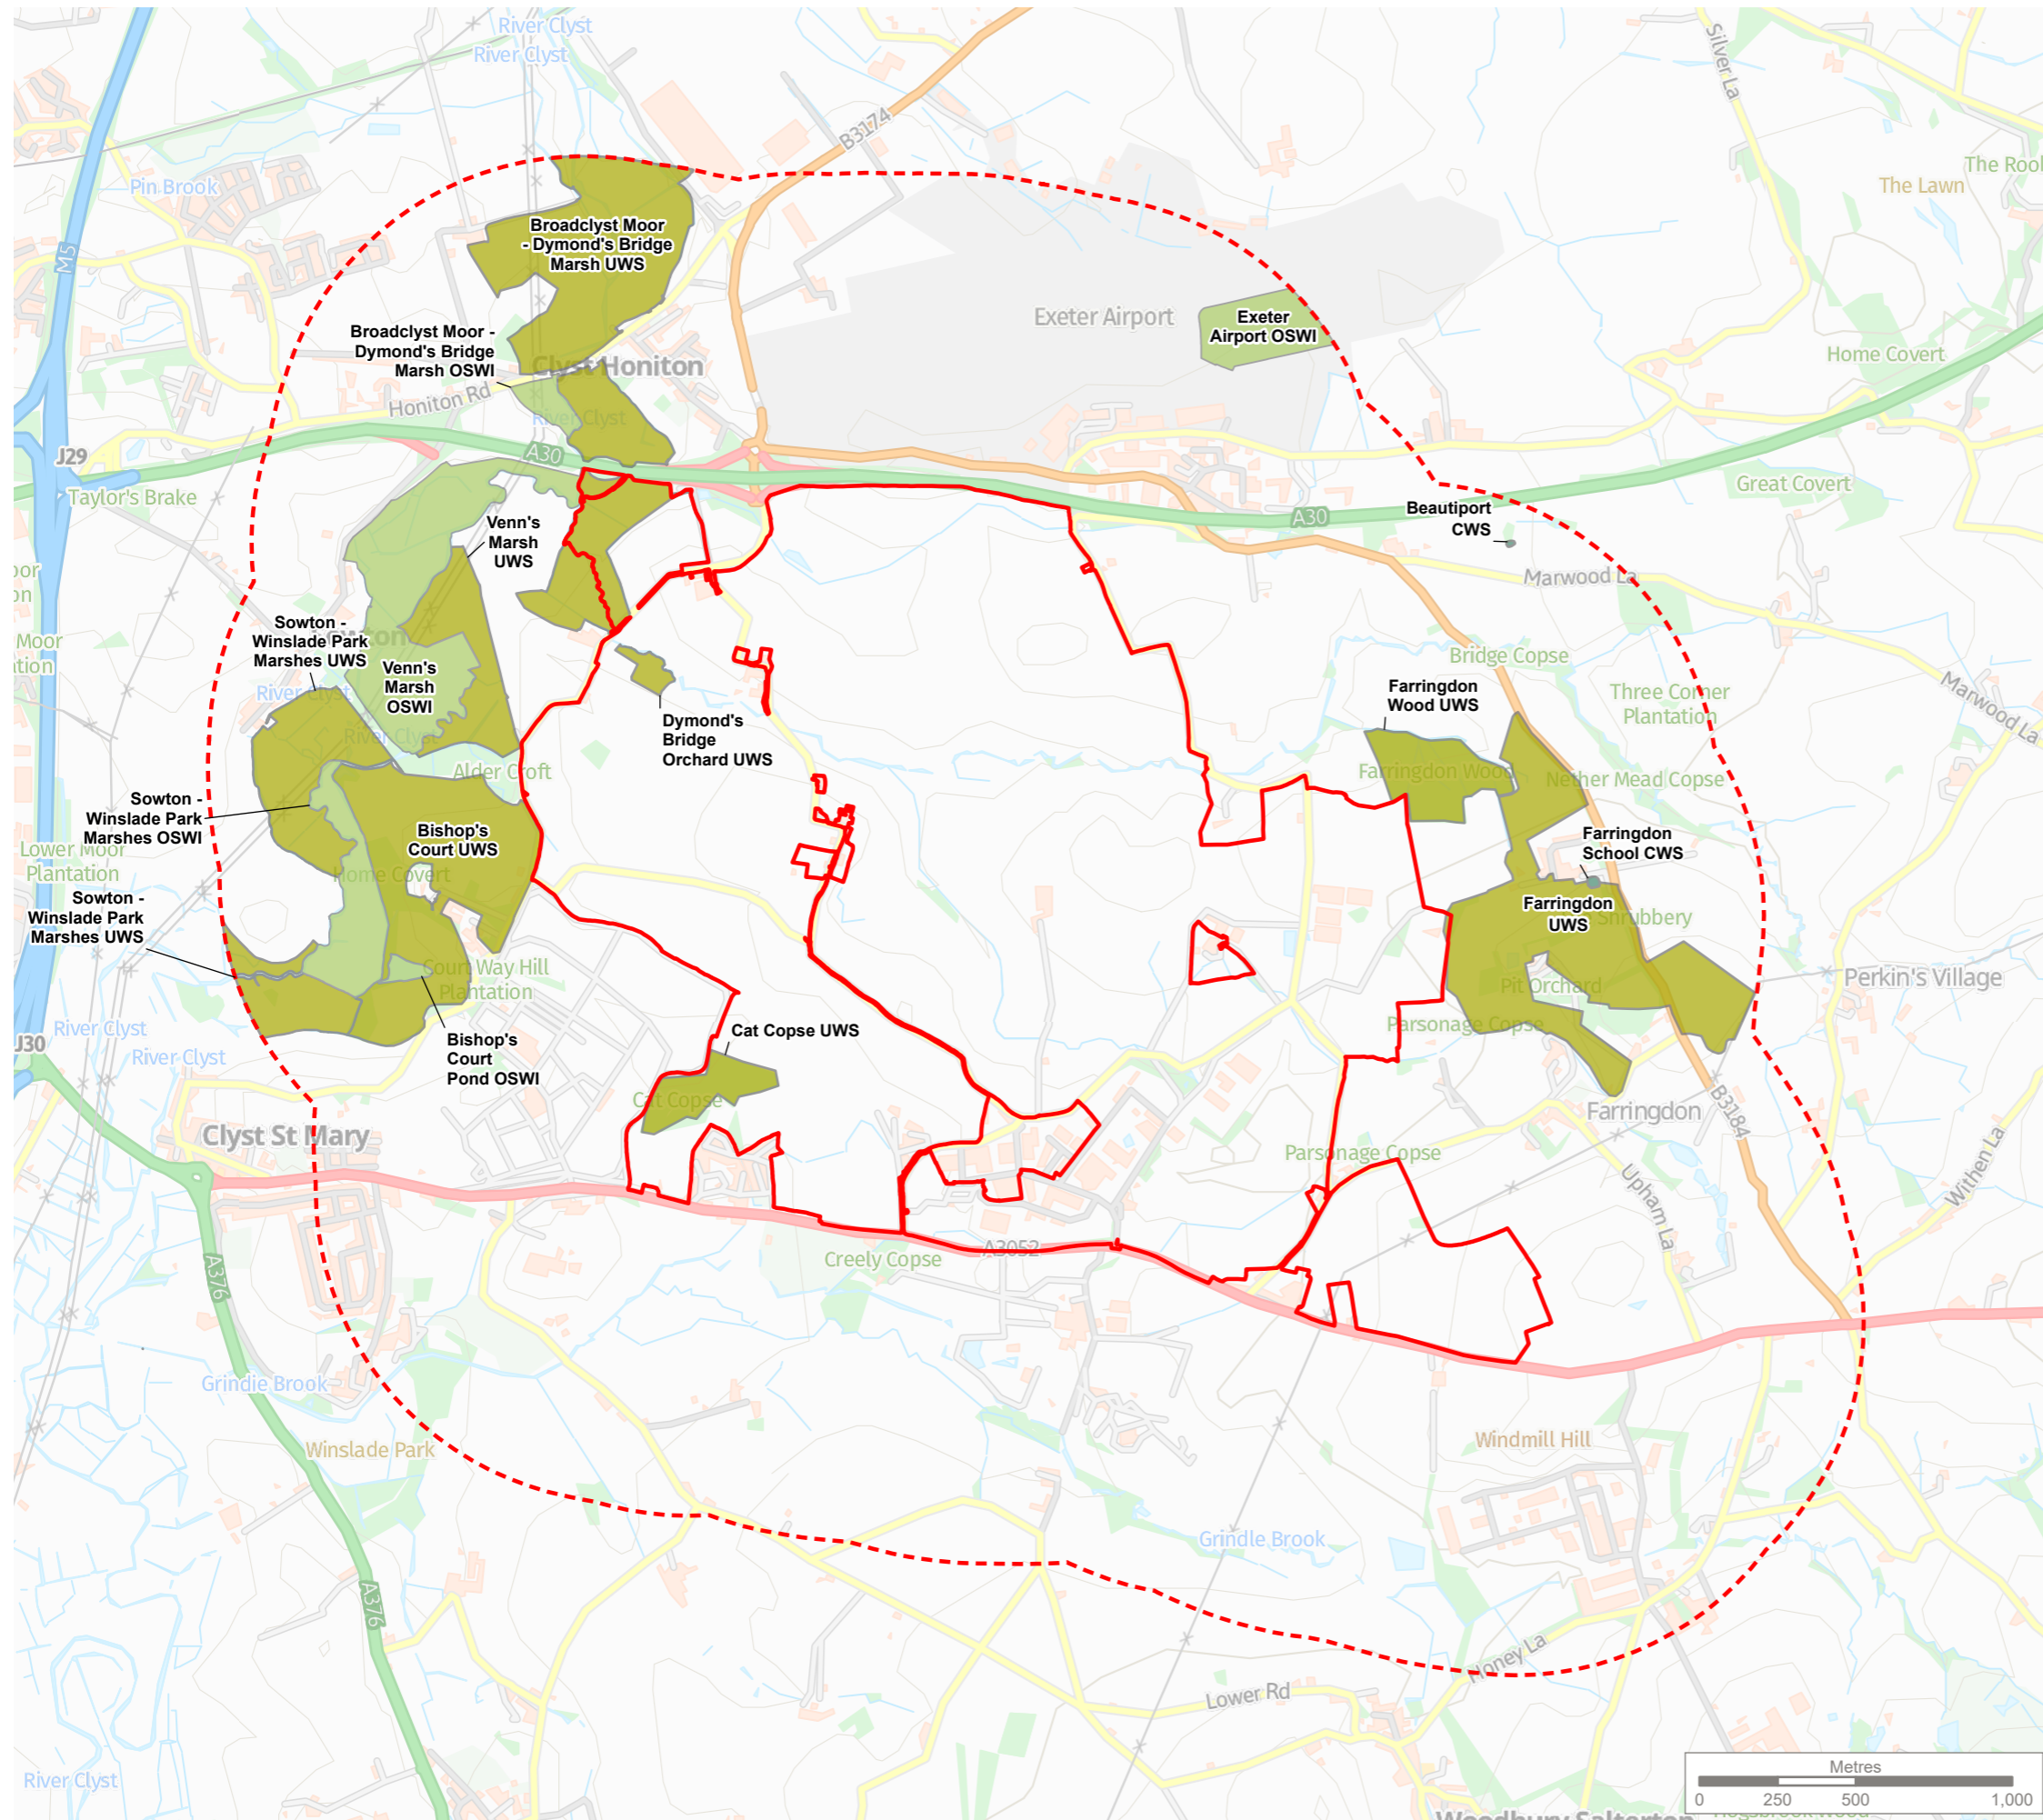 River Clyst
River Clyst
Silver La
B3174
The Lawn
Pin Brook
M5
Broadclyst Moor
- Dymond's Bridge
Marsh UWS
Exeter Airport
Exeter
Airport OSWI
Broadclyst Moor -
Dymond's Bridge
Marsh OSWI
Clyst Honiton
Home Covert
Honiton Rd
River Clyst
J29
A30
Taylor's Brake
Great Covert
Beautiport
CWS
A30
Venn's
Marsh
UWS
Marwood La
Sowton -
Winslade Park
Marshes UWS
Bridge Copse
Venn's
Marsh
OSWI
River Clyst
Farringdon
Wood UWS
Three Corner
Plantation
Marwood La
Dymond's
Bridge
Orchard UWS
River Clyst
Alder Croft
Farringdon Wood
Nether Mead Copse
Sowton -
Winslade Park
Marshes OSWI
Bishop's
Court UWS
Farringdon
School CWS
Lower Moor
Plantation
Home Covert
Sowton -
Winslade Park
Marshes UWS
Farringdon
UWS
Shrubbery
Court Way Hill
Plantation
Perkin's Village
Pit Orchard
River Clyst
Parsonage Copse
Cat Copse UWS
J30
River Clyst
Bishop's
Court
Pond OSWI
Cat Copse
Farringdon
B3184
Clyst St Mary
Parsonage Copse
Withen La
Upham La
A3052
Creely Copse
A376
Grindle Brook
Winslade Park
Windmill Hill
Grindle Brook
A376
Honey La
Lower Rd
River Clyst
Metres
0 250 500 1,000
Woodbury Salterton